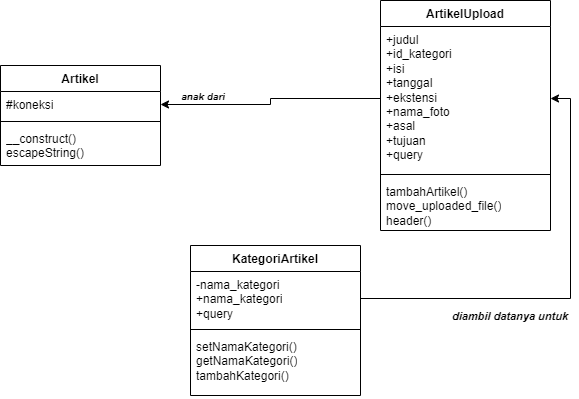 Artikel
#koneksi
__construct()
escapeString()
anak dari
ArtikelUpload
+judul
+id_kategori
+isi
+tanggal
+ekstensi
+nama_foto
+asal
+tujuan
+query
tambahArtikel()
move_uploaded_file()
header()
KategoriArtikel
-nama_kategori
+nama_kategori
+query
setNamaKategori()
getNamaKategori()
tambahKategori()
diambil datanya untuk